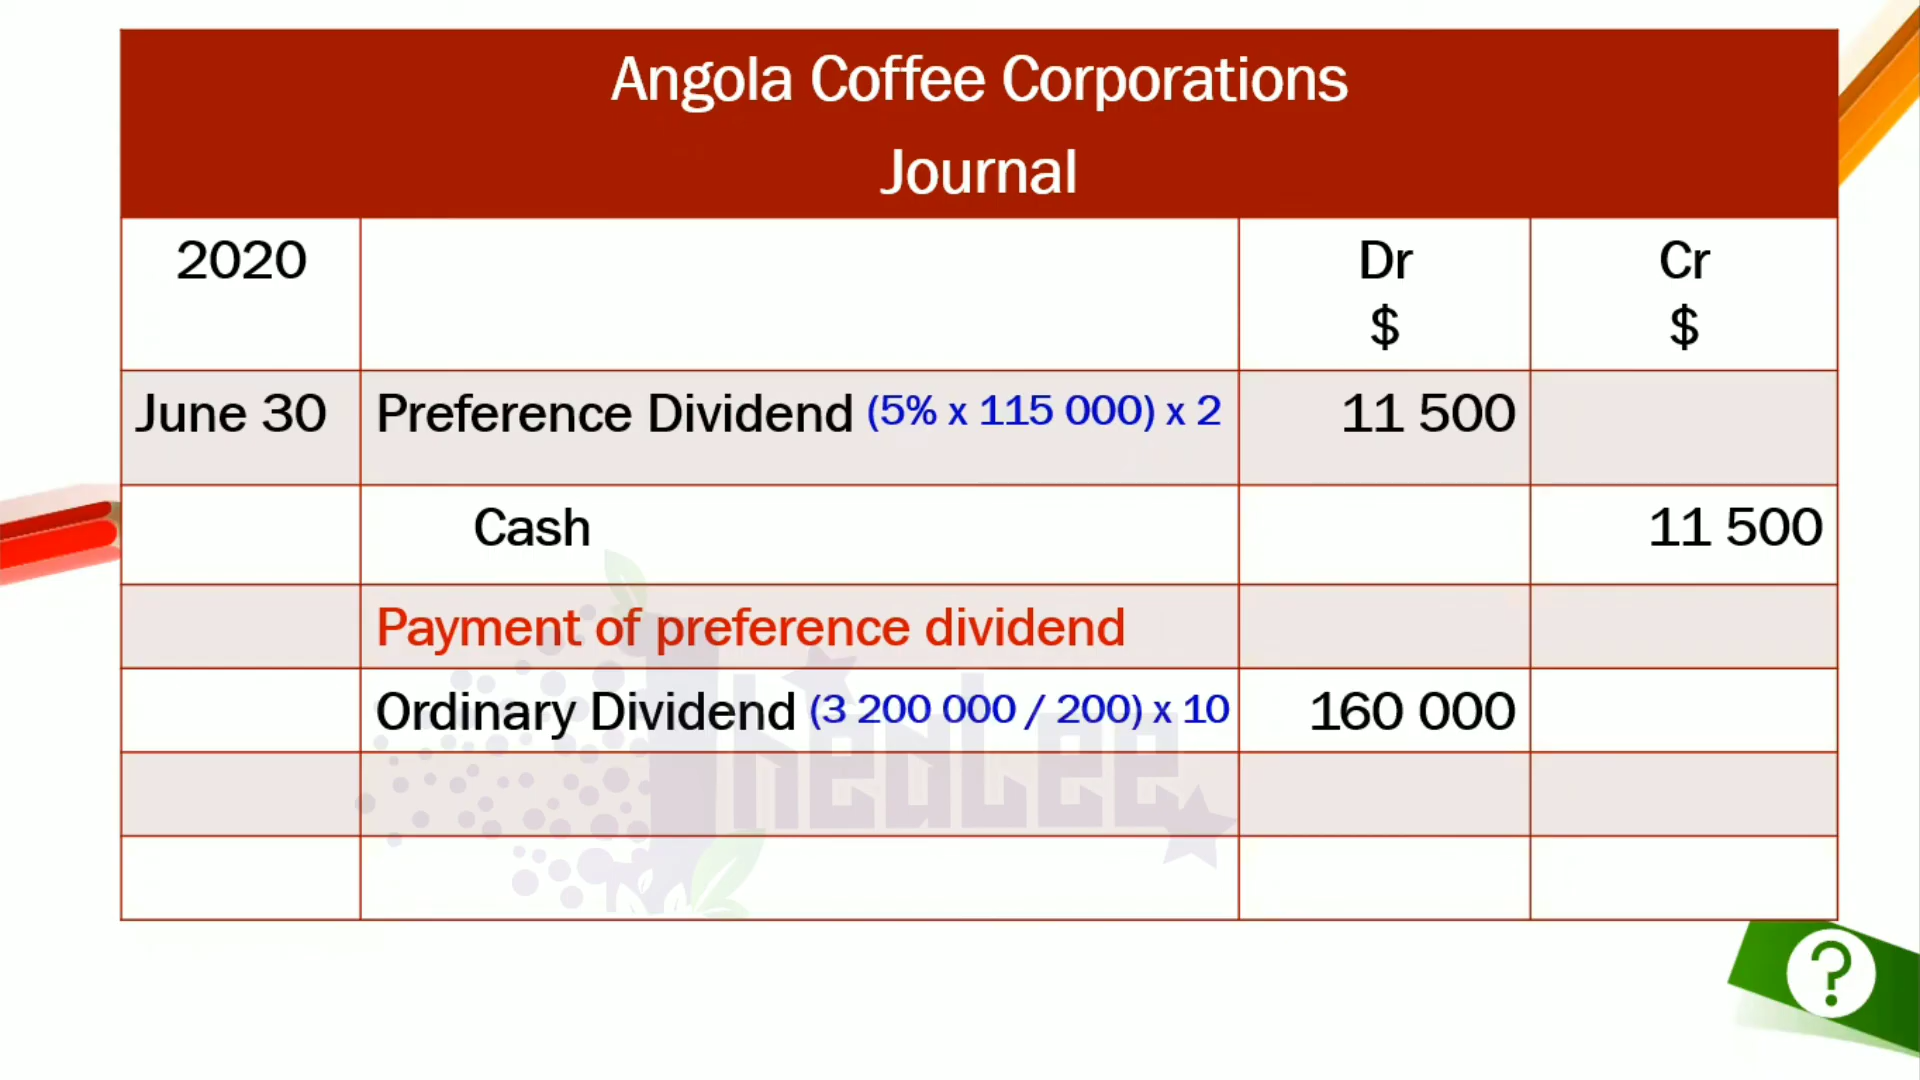 Angola Coffee Corporations
Journal
2020 Dr Cr
$ $
June 30 Preference Dividend (5% x 115 000) x 2 11 500
Cash 11 500
Payment of preference dividend
Ordinary Dividend (3 200 000 / 200) x 10 160 000
ThedLee
?